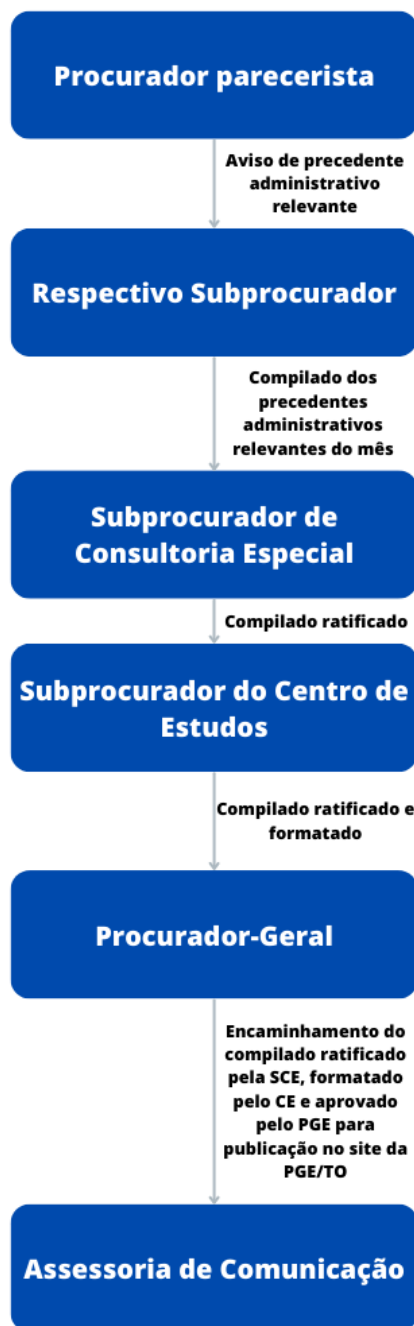 Procurador parecerista
Aviso de precedente
administrativo
relevante
Respectivo Subprocurador
Compilado dos
precedentes
administrativos
relevantes do mês
Subprocurador de
Consultoria Especial
Compilado ratificado
Subprocurador do Centro de
Estudos
Compilado ratificado e
formatado
Procurador-Geral
Encaminhamento do
compilado ratificado
pela SCE, formatado
pelo CE e aprovado
pelo PGE para
publicação no site da
PGE/TO
Assessoria de Comunicação